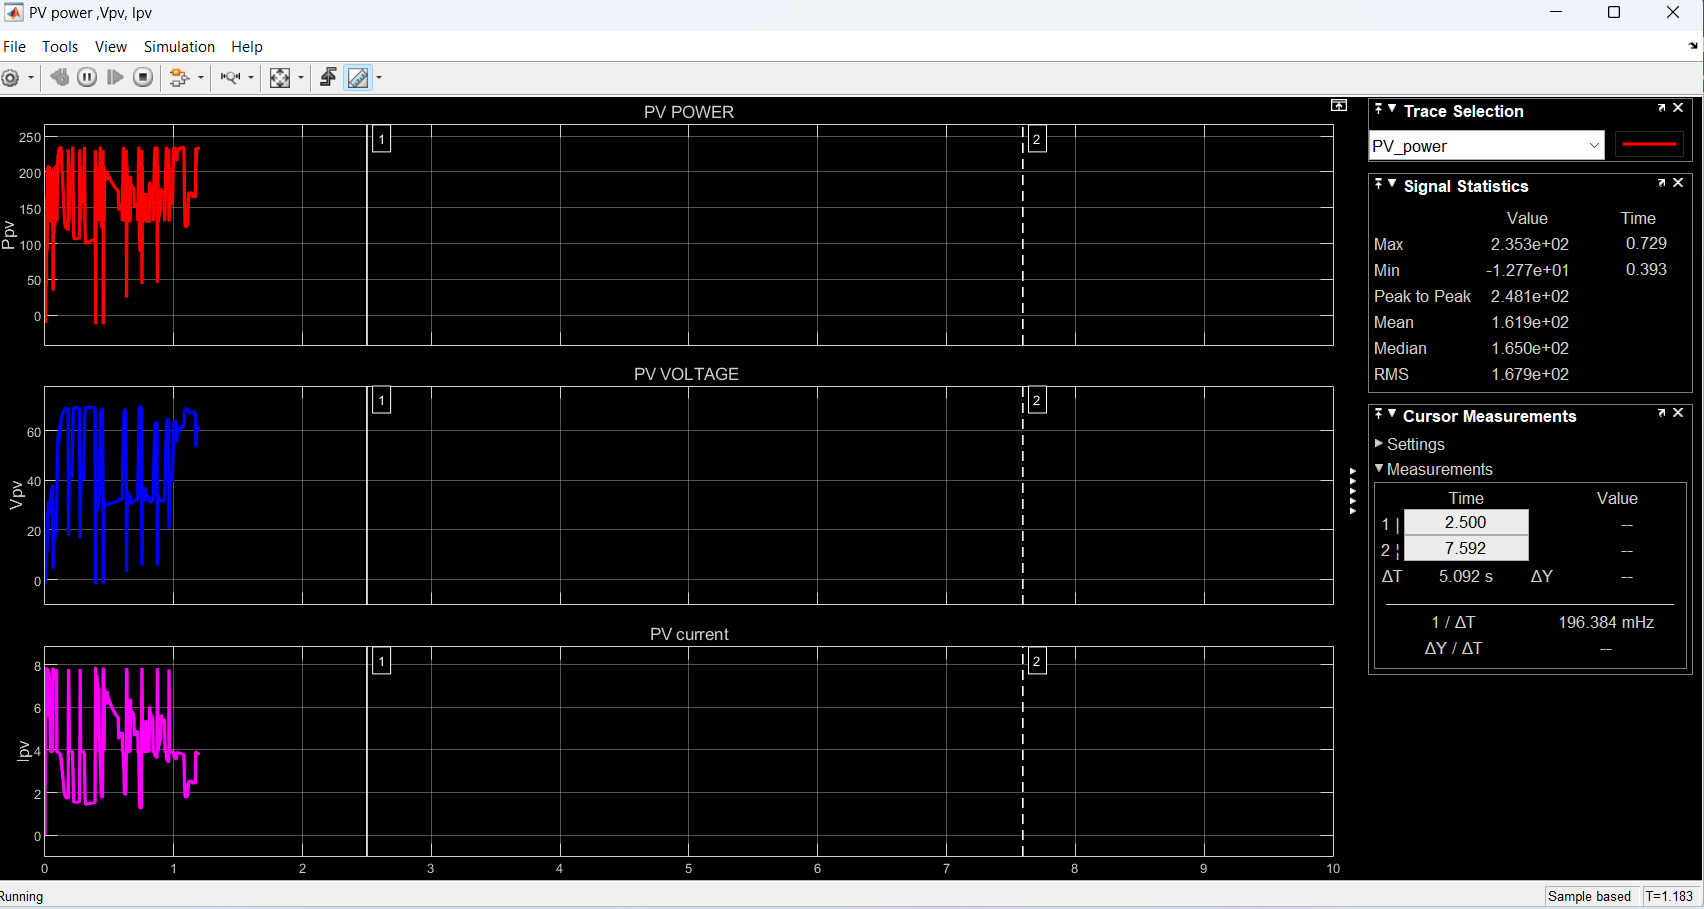 PV power ,Vpv, Ipv
File Tools View Simulation Help
PV POWER
250
200
150
100
50
0
Ppv
1
2
PV VOLTAGE
60
40
20
0
Vpv
1
2
PV current
8
6
4
2
0
Ipv
1
2
0 1 2 3 4 5 6 7 8 9 10
Trace Selection
PV_power
Signal Statistics
Value Time
Max 2.353e+02 0.729
Min -1.277e+01 0.393
Peak to Peak 2.481e+02
Mean 1.619e+02
Median 1.650e+02
RMS 1.679e+02
Cursor Measurements
Settings
Measurements
Time Value
1 | 2.500 --
2 ¦ 7.592 --
ΔT 5.092 s ΔY --
1 / ΔT 196.384 mHz
ΔY / ΔT --
Running
Sample based T=1.183